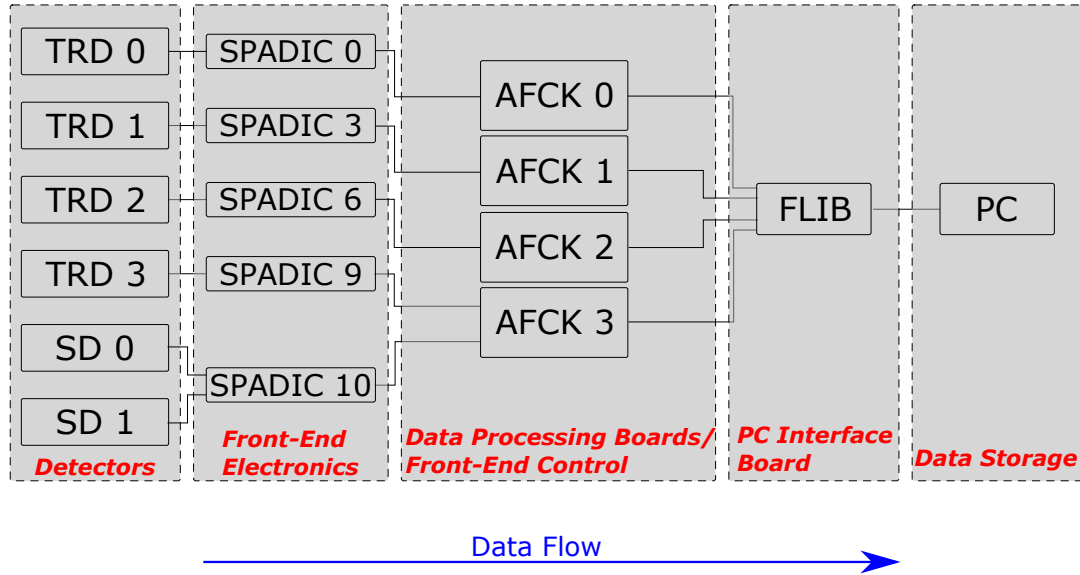 TRD 0
TRD 1
TRD 2
TRD 3
SD 0
SD 1
Detectors
SPADIC 0
SPADIC 3
SPADIC 6
SPADIC 9
SPADIC 10
Front-End
Electronics
AFCK 0
AFCK 1
AFCK 2
AFCK 3
Data Processing Boards/
Front-End Control
FLIB
PC Interface
Board
PC
Data Storage
Data Flow